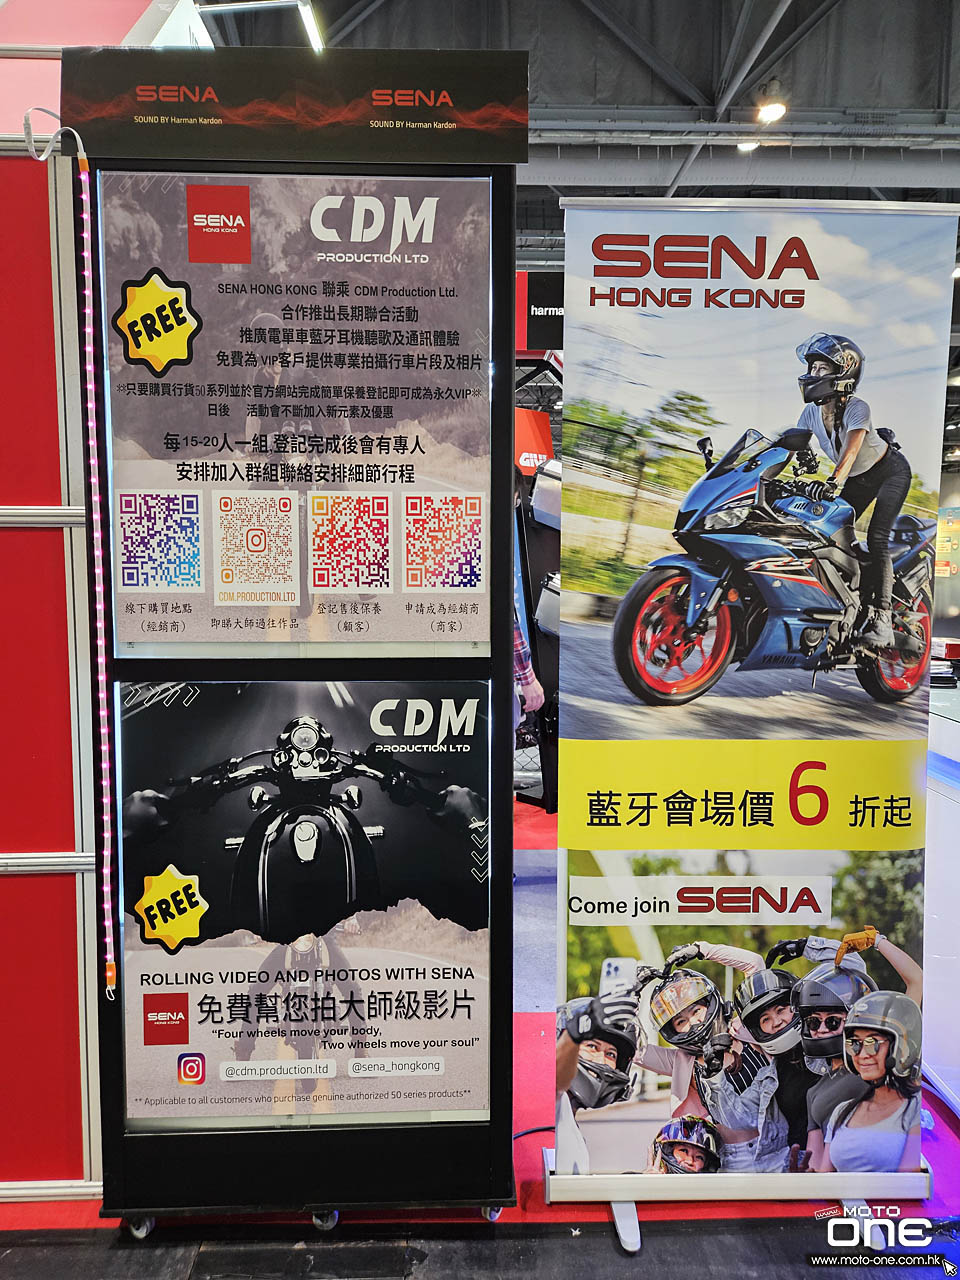 SENA
SOUND BY Harman Kardon
SENA
SOUND BY Harman Kardon
SENA
HONG KONG
CDM
PRODUCTION LTD
FREE
SENA HONG KONG 聯乘 CDM Production Ltd.
合作推出長期聯合活動
推廣電單車藍牙耳機聽歌及通訊體驗
免費為 VIP客戶提供專業拍攝行車片段及相片
**只要購買行貨50系列並於官方網站完成簡單保養登記即可成為永久VIP**
日後 活動會不斷加入新元素及優惠
每15-20人一組,登記完成後會有專人
安排加入群組聯絡安排細節行程
CDM.PRODUCTION.LTD
線下購買地點
(經銷商)
即睇大師過往作品
登記售後保養
(顧客)
申請成為經銷商
(商家)
CDM
PRODUCTION LTD
FREE
ROLLING VIDEO AND PHOTOS WITH SENA
SENA
HONG KONG
免費幫您拍大師級影片
“Four wheels move your body,
Two wheels move your soul”
@cdm.production.ltd
@sena_hongkong
** Applicable to all customers who purchase genuine authorized 50 series products**
harma
GIVI
SENA
HONG KONG
YAMAHA
藍牙會場價 6 折起
Come join SENA
MOTO
ONE
www.moto-one.com.hk